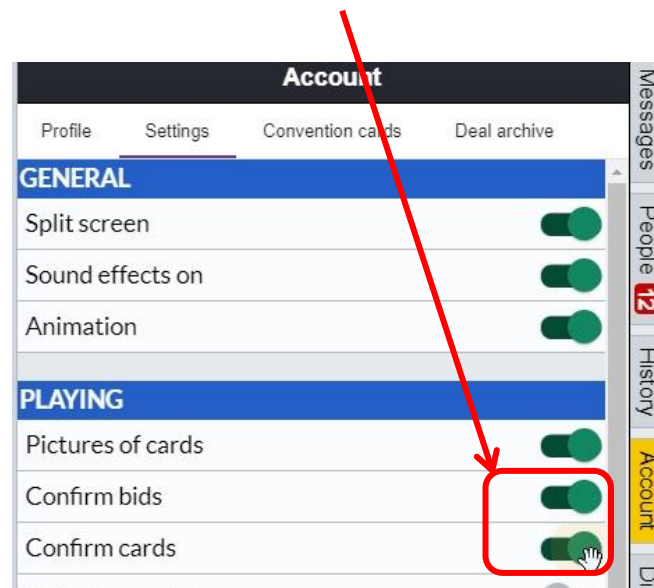 Account
Profile Settings Convention cards Deal archive
GENERAL
Split screen
Sound effects on
Animation
PLAYING
Pictures of cards
Confirm bids
Confirm cards
Messages
People 12
History
Account